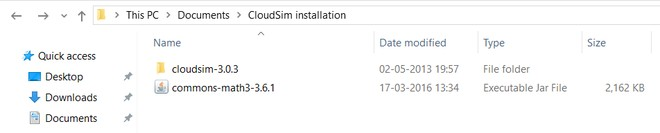 This PC > Documents > CloudSim installation
Name Date modified Type Size
Quick access
Desktop
Downloads
Documents
cloudsim-3.0.3 02-05-2013 19:57 File folder
commons-math3-3.6.1 17-03-2016 13:34 Executable Jar File 2,162 KB